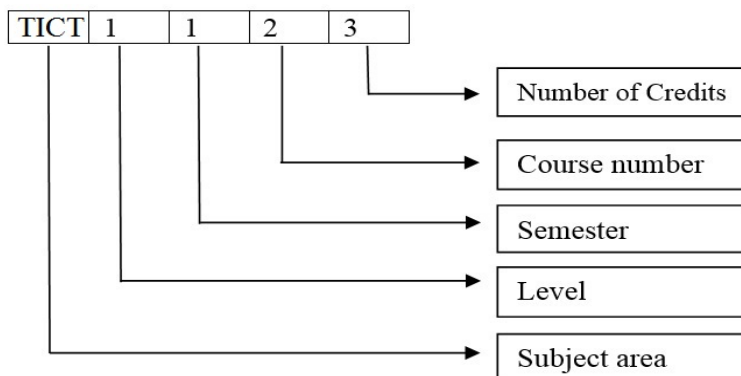 TICT 1 1 2 3
Number of Credits
Course number
Semester
Level
Subject area